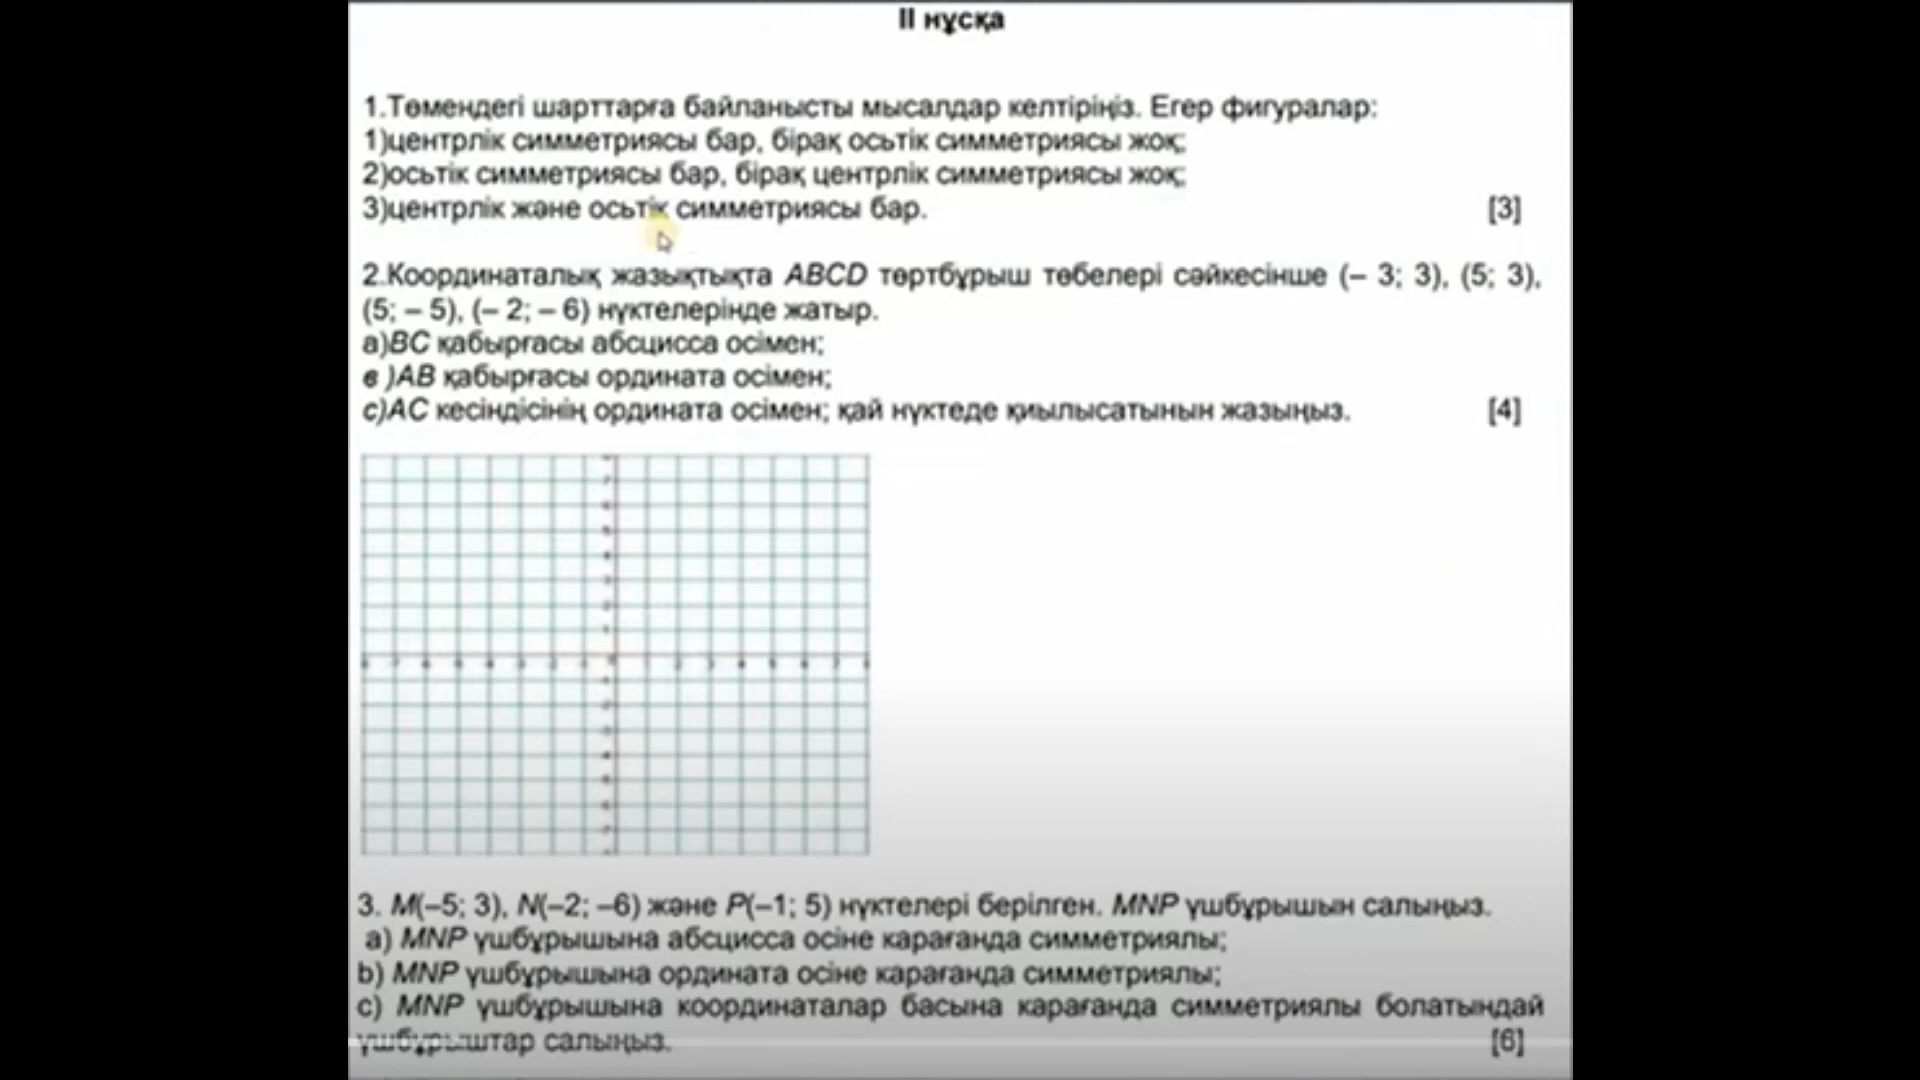 II нұсқа
1.Төмендегі шарттарға байланысты мысалдар келтіріңіз. Егер фигуралар:
1)центрлік симметриясы бар, бірақ осьтік симметриясы жоқ;
2)осьтік симметриясы бар, бірақ центрлік симметриясы жоқ;
3)центрлік және осьтік симметриясы бар. [3]
2.Координаталық жазықтықта ABCD төртбұрыш төбелері сәйкесінше (– 3; 3), (5; 3),
(5; – 5), (– 2; – 6) нүктелерінде жатыр.
a)BC қабырғасы абсцисса осімен;
в )AB қабырғасы ордината осімен;
c)AC кесіндісінің ордината осімен; қай нүктеде қиылысатынын жазыңыз. [4]
3. M(–5; 3), N(–2; –6) және P(–1; 5) нүктелері берілген. MNP үшбұрышын салыңыз.
a) MNP үшбұрышына абсцисса осіне карағанда симметриялы;
b) MNP үшбұрышына ордината осіне карағанда симметриялы;
c) MNP үшбұрышына координаталар басына карағанда симметриялы болатындай
үшбұрыштар салыңыз. [6]